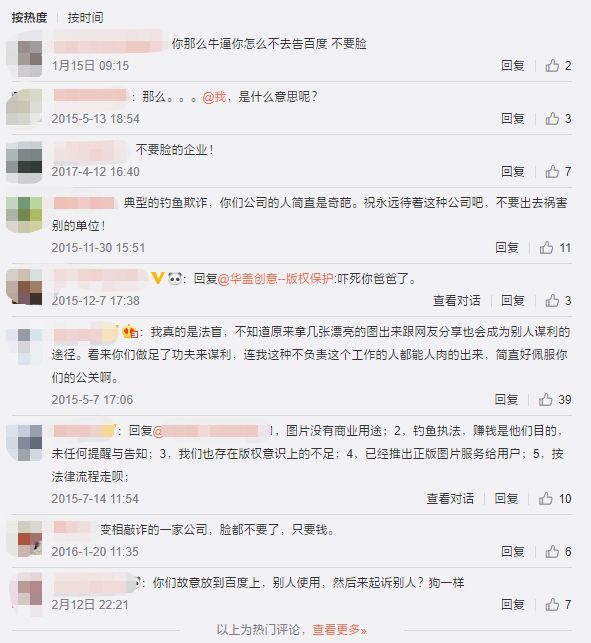 按热度 | 按时间
你那么牛逼你怎么不去告百度 不要脸
1月15日 09:15 回复 2
：那么。。。@我，是什么意思呢？
2015-5-13 18:54 回复 3
不要脸的企业！
2017-4-12 16:40 回复 7
典型的钓鱼欺诈，你们公司的人简直是奇葩。祝永远待着这种公司吧，不要出去祸害
别的单位！
2015-11-30 15:51 回复 11
：回复@华盖创意--版权保护:吓死你爸爸了。
2015-12-7 17:38 查看对话 回复 3
：我真的是法盲，不知道原来拿几张漂亮的图出来跟网友分享也会成为别人谋利的
途径。看来你们做足了功夫来谋利，连我这种不负责这个工作的人都能人肉的出来，简直好佩服你
们的公关啊。
2015-5-7 17:06 回复 39
：回复@ ，图片没有商业用途；2，钓鱼执法，赚钱是他们目的，
未任何提醒与告知；3，我们也存在版权意识上的不足；4，已经推出正版图片服务给用户；5，按
法律流程走呗；
2015-7-14 11:54 查看对话 回复 10
变相敲诈的一家公司，脸都不要了，只要钱。
2016-1-20 11:35 回复 6
：你们故意放到百度上，别人使用，然后来起诉别人？狗一样
2月12日 22:21 回复 7
以上为热门评论，查看更多»